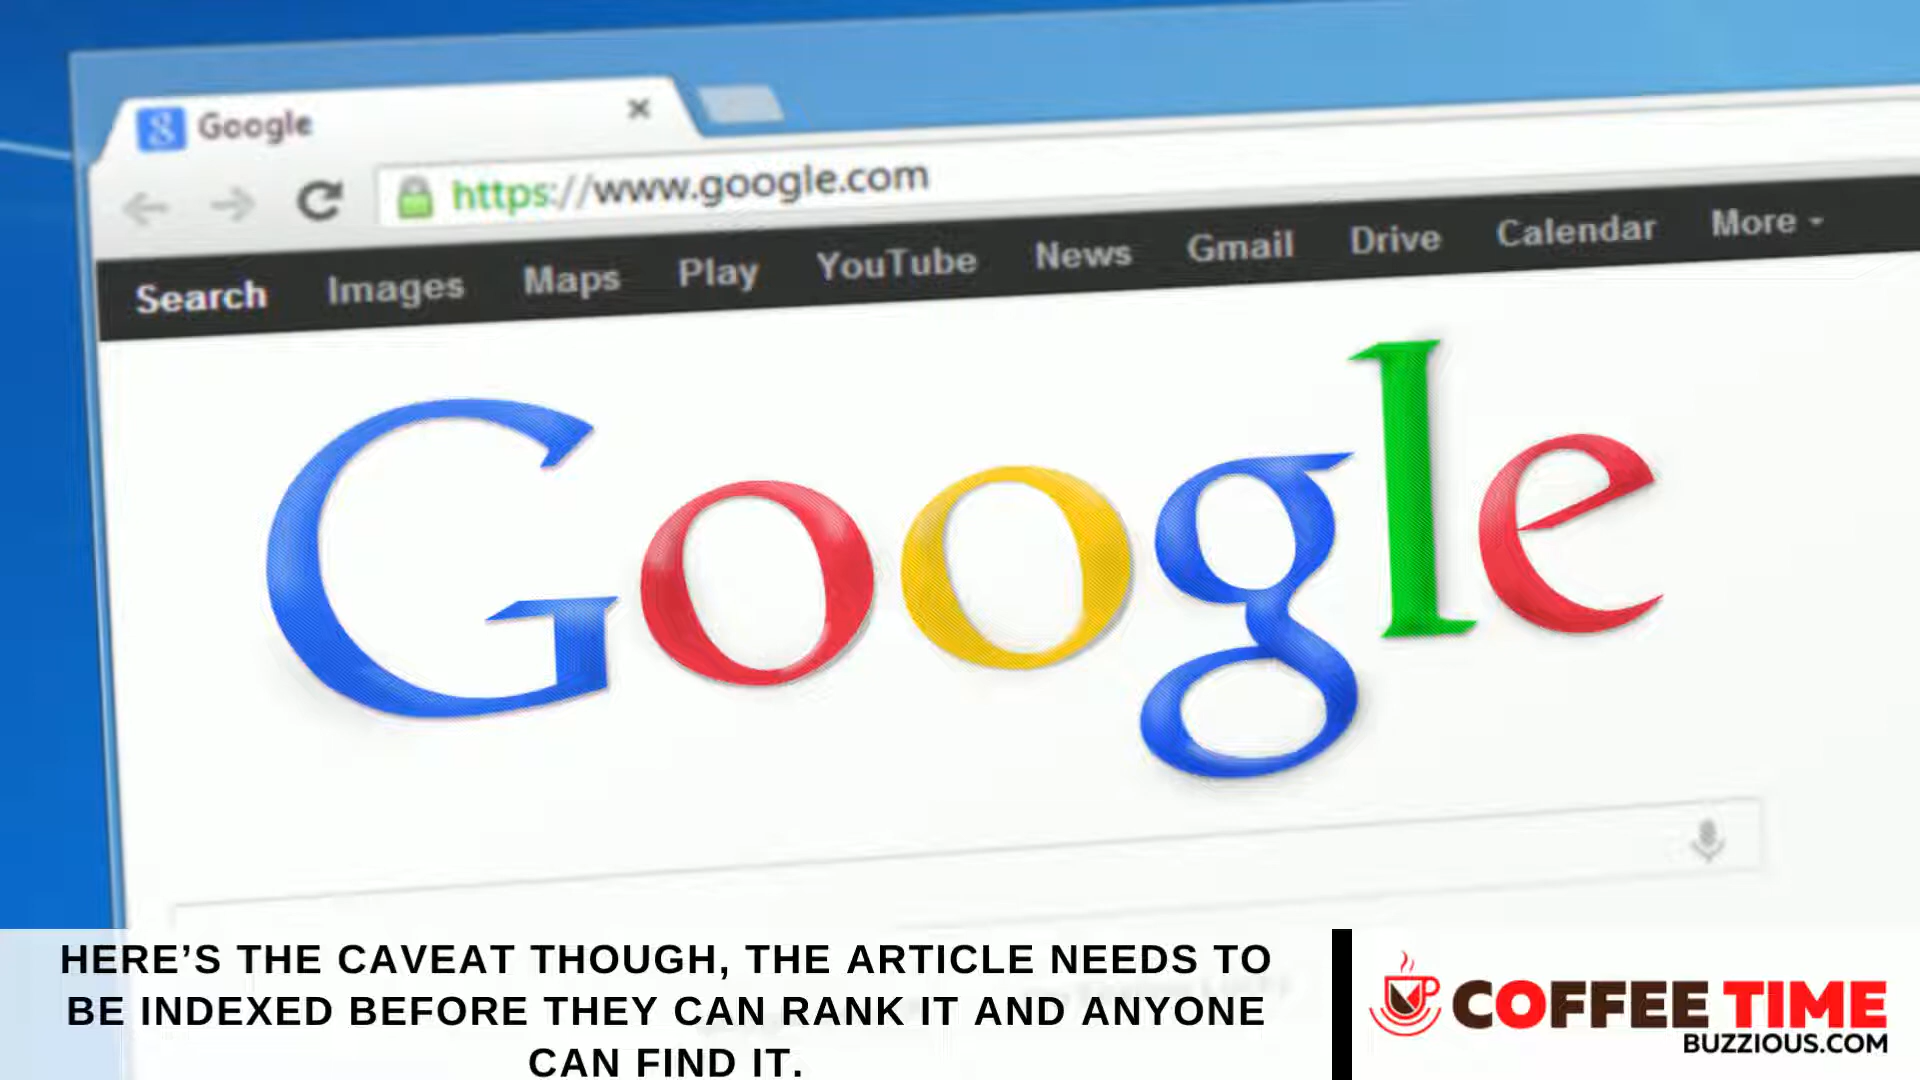 Google
https://www.google.com
Search Images Maps Play YouTube News Gmail Drive Calendar More
Google
HERE’S THE CAVEAT THOUGH, THE ARTICLE NEEDS TO
BE INDEXED BEFORE THEY CAN RANK IT AND ANYONE
CAN FIND IT.
COFFEE TIME
BUZZIOUS.COM